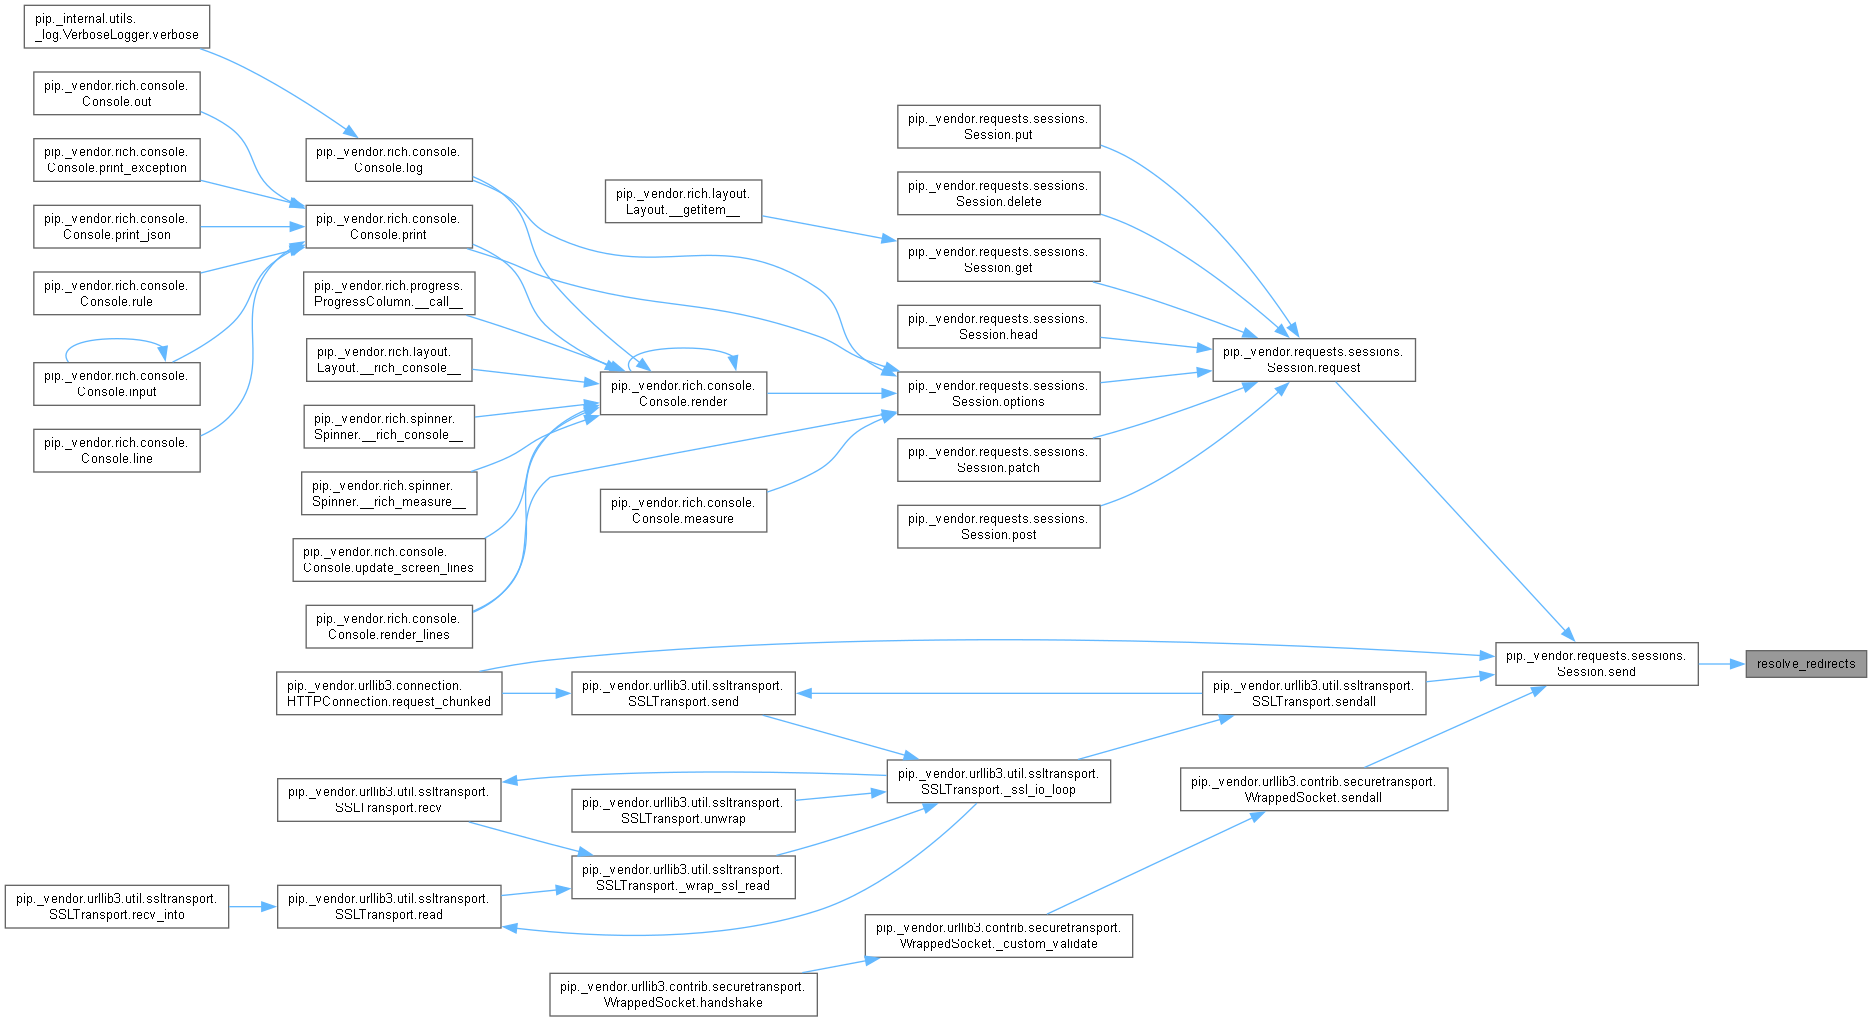 pip._internal.utils.
_log.VerboseLogger.verbose
pip._vendor.rich.console.
Console.out
pip._vendor.rich.console.
Console.print_exception
pip._vendor.rich.console.
Console.print_json
pip._vendor.rich.console.
Console.rule
pip._vendor.rich.console.
Console.input
pip._vendor.rich.console.
Console.line
pip._vendor.rich.console.
Console.log
pip._vendor.rich.console.
Console.print
pip._vendor.rich.progress.
ProgressColumn.__call__
pip._vendor.rich.layout.
Layout.__rich_console__
pip._vendor.rich.spinner.
Spinner.__rich_console__
pip._vendor.rich.spinner.
Spinner.__rich_measure__
pip._vendor.rich.console.
Console.update_screen_lines
pip._vendor.rich.console.
Console.render_lines
pip._vendor.rich.layout.
Layout.__getitem__
pip._vendor.rich.console.
Console.render
pip._vendor.rich.console.
Console.measure
pip._vendor.requests.sessions.
Session.put
pip._vendor.requests.sessions.
Session.delete
pip._vendor.requests.sessions.
Session.get
pip._vendor.requests.sessions.
Session.head
pip._vendor.requests.sessions.
Session.options
pip._vendor.requests.sessions.
Session.patch
pip._vendor.requests.sessions.
Session.post
pip._vendor.requests.sessions.
Session.request
pip._vendor.requests.sessions.
Session.send
resolve_redirects
pip._vendor.urllib3.connection.
HTTPConnection.request_chunked
pip._vendor.urllib3.util.ssltransport.
SSLTransport.send
pip._vendor.urllib3.util.ssltransport.
SSLTransport.sendall
pip._vendor.urllib3.util.ssltransport.
SSLTransport._ssl_io_loop
pip._vendor.urllib3.contrib.securetransport.
WrappedSocket.sendall
pip._vendor.urllib3.util.ssltransport.
SSLTransport.recv
pip._vendor.urllib3.util.ssltransport.
SSLTransport.unwrap
pip._vendor.urllib3.util.ssltransport.
SSLTransport._wrap_ssl_read
pip._vendor.urllib3.util.ssltransport.
SSLTransport.recv_into
pip._vendor.urllib3.util.ssltransport.
SSLTransport.read
pip._vendor.urllib3.contrib.securetransport.
WrappedSocket._custom_validate
pip._vendor.urllib3.contrib.securetransport.
WrappedSocket.handshake